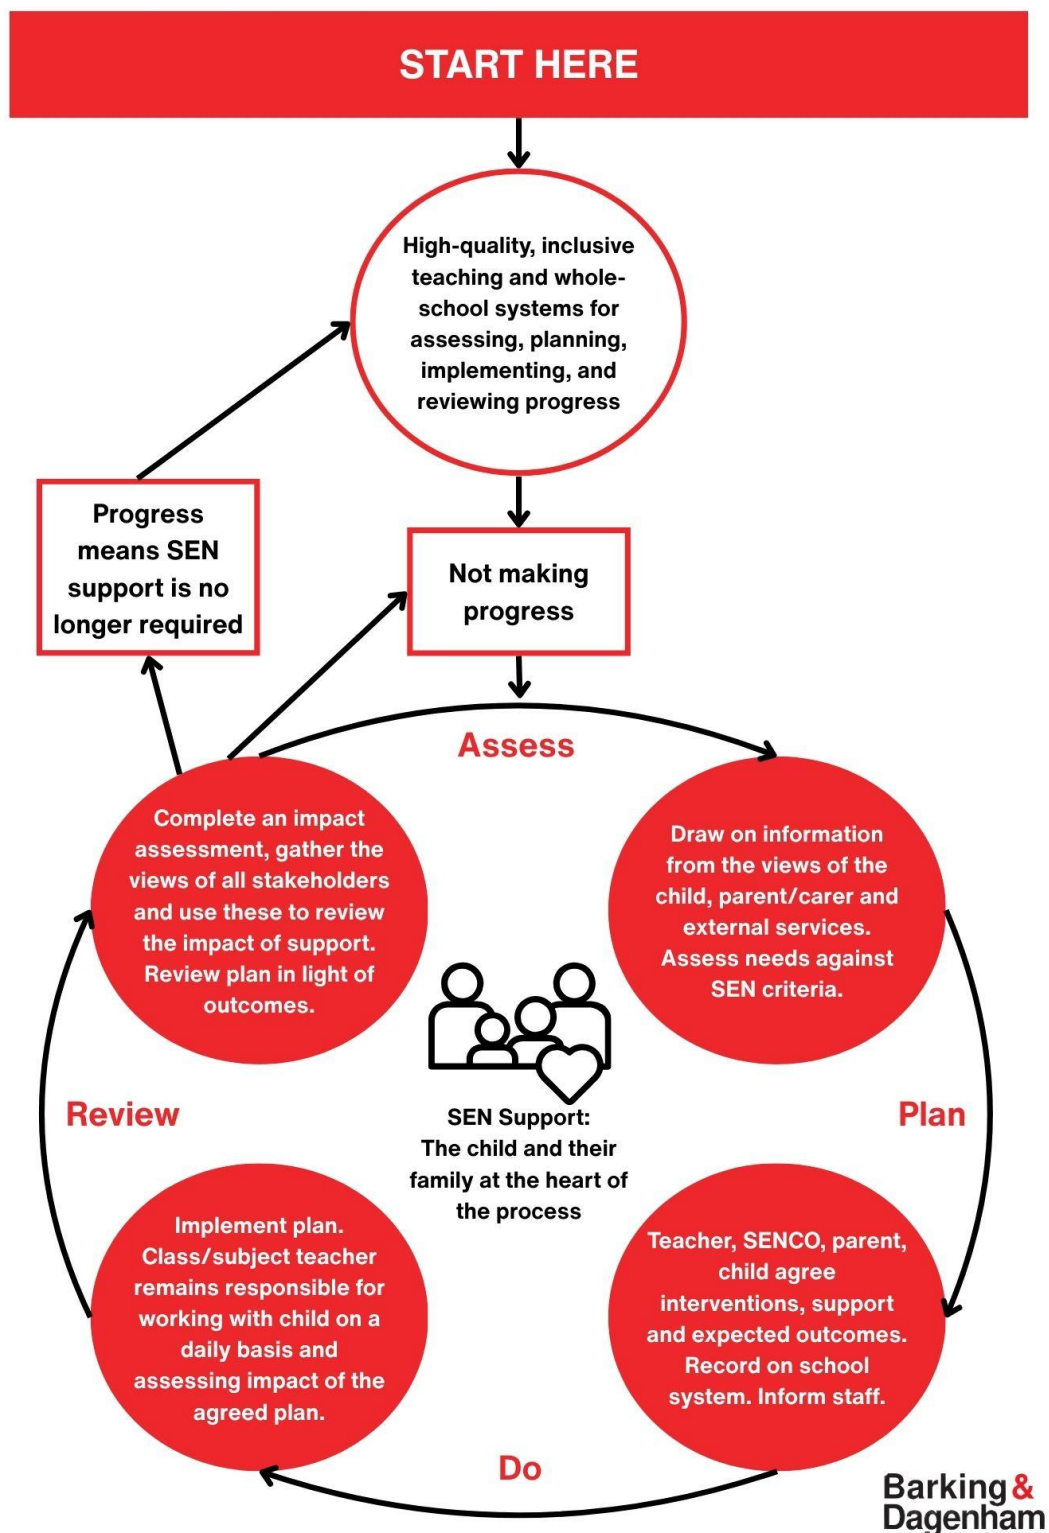 START HERE
High-quality, inclusive
teaching and whole-
school systems for
assessing, planning,
implementing, and
reviewing progress
Progress
means SEN
support is no
longer required
Not making
progress
Assess
Complete an impact
assessment, gather the
views of all stakeholders
and use these to review
the impact of support.
Review plan in light of
outcomes.
Draw on information
from the views of the
child, parent/carer and
external services.
Assess needs against
SEN criteria.
Review
SEN Support:
The child and their
family at the heart of
the process
Plan
Implement plan.
Class/subject teacher
remains responsible for
working with child on a
daily basis and
assessing impact of the
agreed plan.
Teacher, SENCO, parent,
child agree
interventions, support
and expected outcomes.
Record on school
system. Inform staff.
Do
Barking &
Dagenham